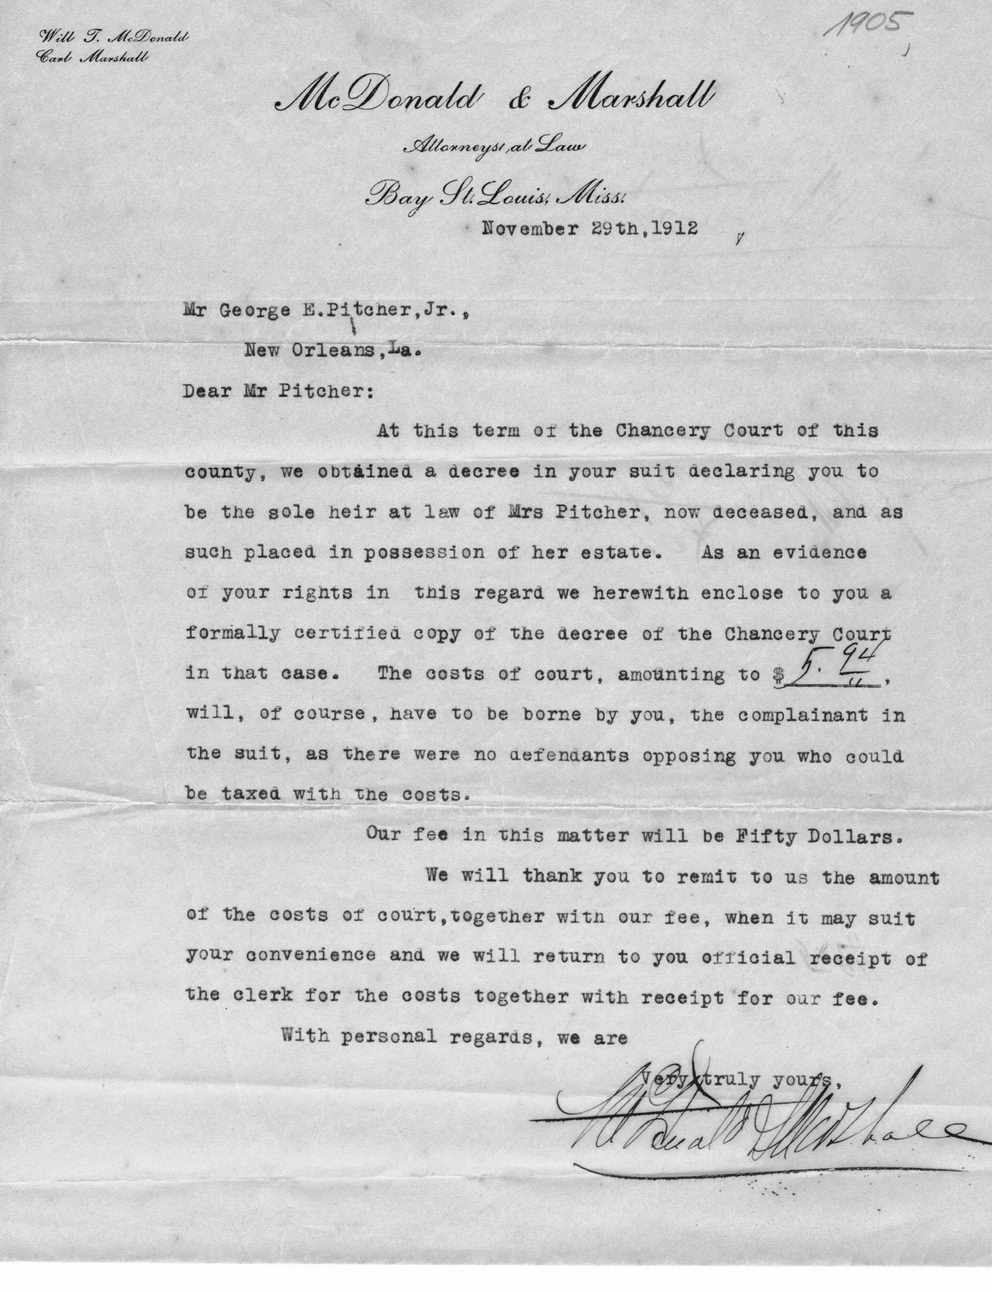 1905
Will T. McDonald
Carl Marshall
McDonald & Marshall
Attorneys at Law
Bay St. Louis, Miss.
November 29th,1912
Mr George E.Pitcher,Jr.,
New Orleans,La.
Dear Mr Pitcher:
At this term of the Chancery Court of this
county, we obtained a decree in your suit declaring you to
be the sole heir at law of Mrs Pitcher, now deceased, and as
such placed in possession of her estate. As an evidence
of your rights in this regard we herewith enclose to you a
formally certified copy of the decree of the Chancery Court
in that case. The costs of court, amounting to $ 5.94,
will, of course, have to be borne by you, the complainant in
the suit, as there were no defendants opposing you who could
be taxed with the costs.
Our fee in this matter will be Fifty Dollars.
We will thank you to remit to us the amount
of the costs of court,together with our fee, when it may suit
your convenience and we will return to you official receipt of
the clerk for the costs together with receipt for our fee.
With personal regards, we are
Very truly yours,
McDonald & Marshall